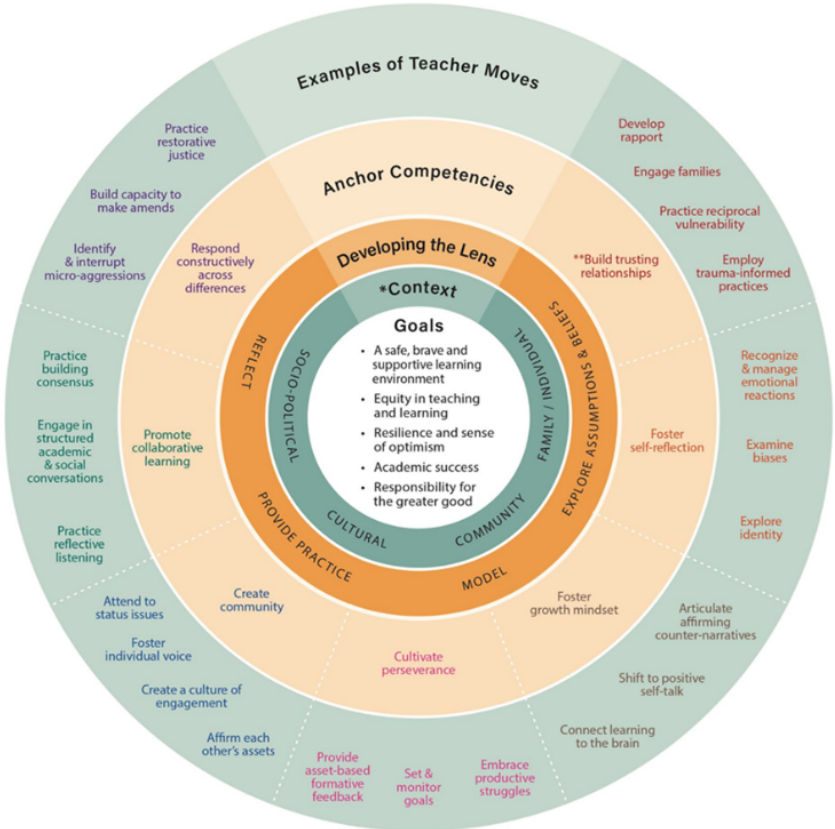 Examples of Teacher Moves
Anchor Competencies
Developing the Lens
*Context
Goals
• A safe, brave and
supportive learning
environment
• Equity in teaching
and learning
• Resilience and sense
of optimism
• Academic success
• Responsibility for
the greater good
FAMILY / INDIVIDUAL
COMMUNITY
CULTURAL
SOCIO-POLITICAL
EXPLORE ASSUMPTIONS & BELIEFS
MODEL
PROVIDE PRACTICE
REFLECT
**Build trusting
relationships
Develop
rapport
Engage families
Practice reciprocal
vulnerability
Employ
trauma-informed
practices
Foster
self-reflection
Recognize
& manage
emotional
reactions
Examine
biases
Explore
identity
Foster
growth mindset
Articulate
affirming
counter-narratives
Shift to positive
self-talk
Connect learning
to the brain
Cultivate
perseverance
Embrace
productive
struggles
Set &
monitor
goals
Provide
asset-based
formative
feedback
Create
community
Affirm each
other's assets
Create a culture of
engagement
Foster
individual voice
Attend to
status issues
Promote
collaborative
learning
Practice
reflective
listening
Engage in
structured
academic
& social
conversations
Practice
building
consensus
Respond
constructively
across
differences
Identify
& interrupt
micro-aggressions
Build capacity to
make amends
Practice
restorative
justice